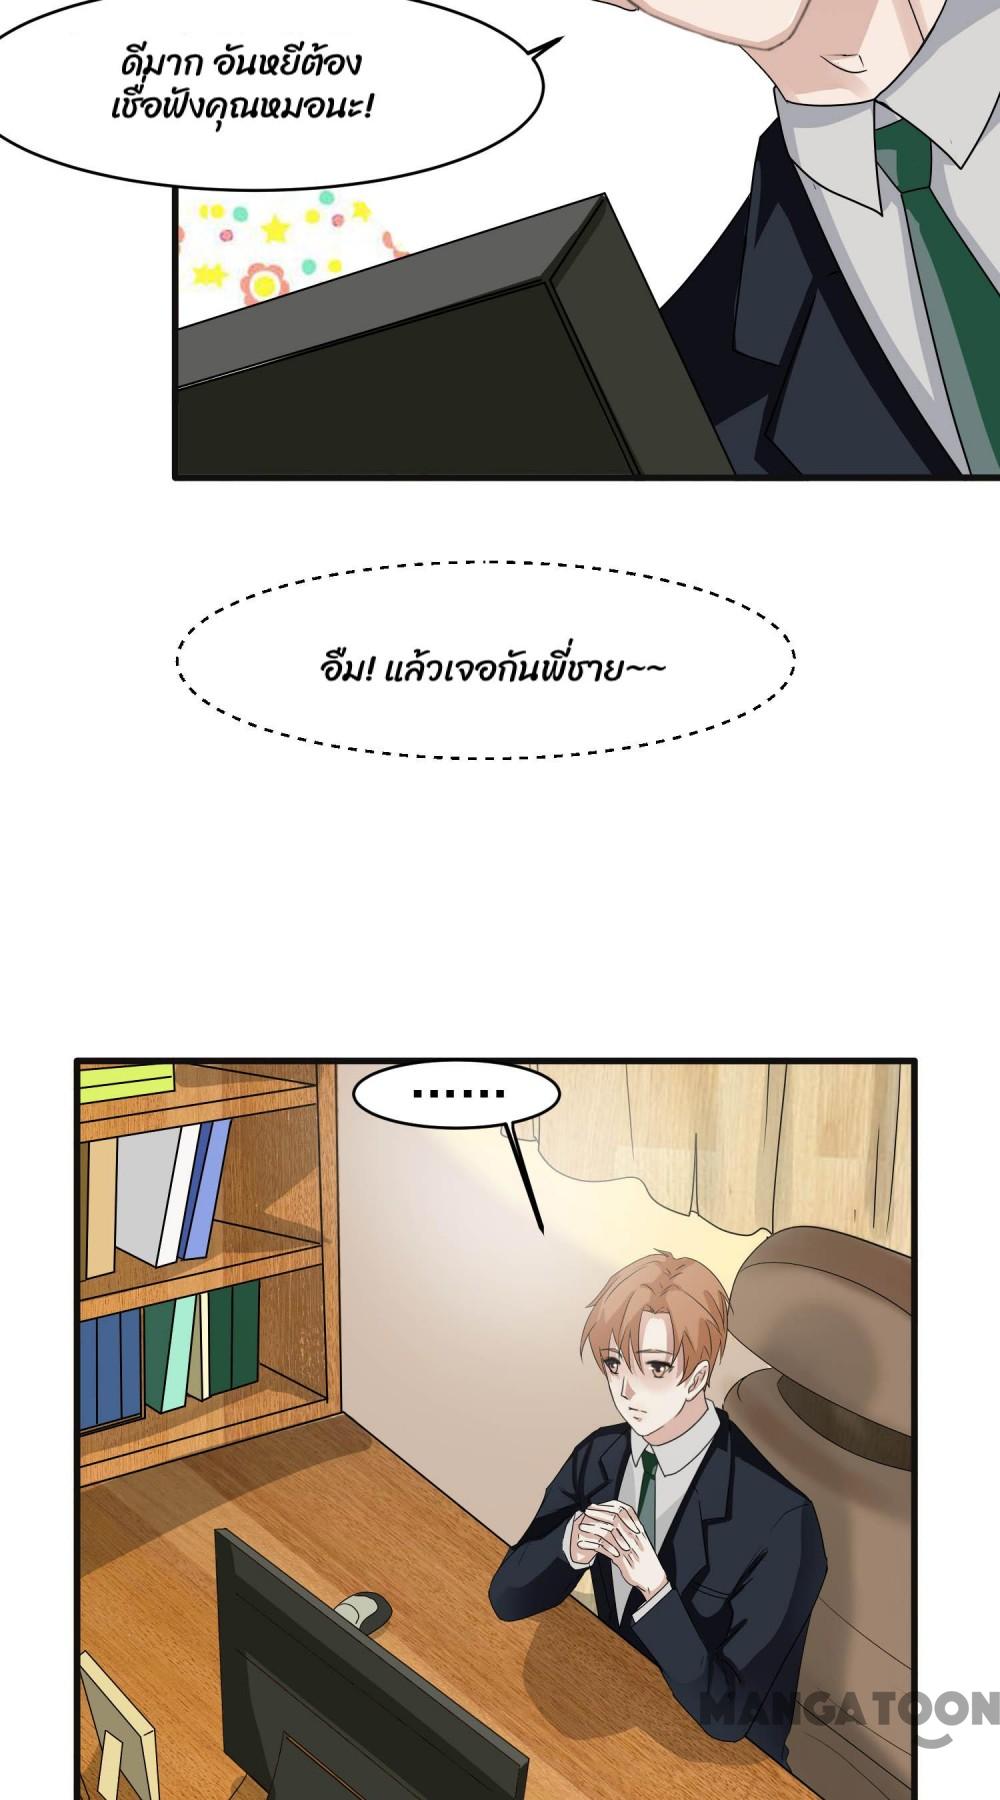 ดีมาก อันหยีต้อง
เชื่อฟังคุณหมอนะ!
อืม! แล้วเจอกันพี่ชาย~~
......
MANGATOON